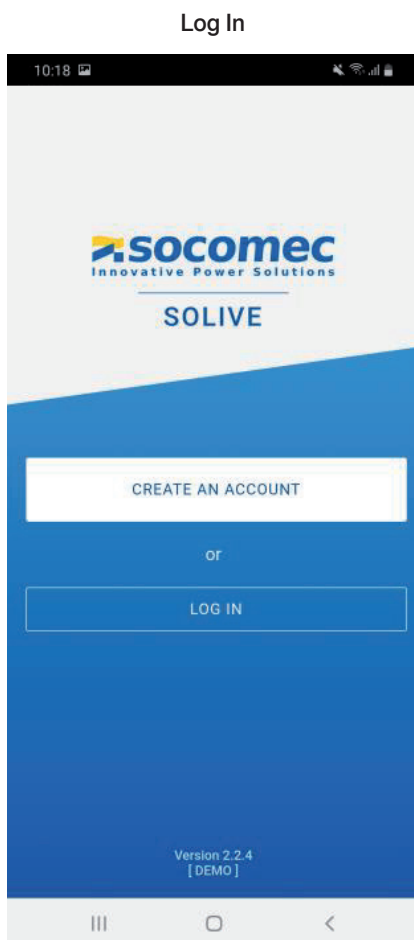 Log In
10:18
socomec
Innovative Power Solutions
SOLIVE
CREATE AN ACCOUNT
or
LOG IN
Version 2.2.4
[ DEMO ]